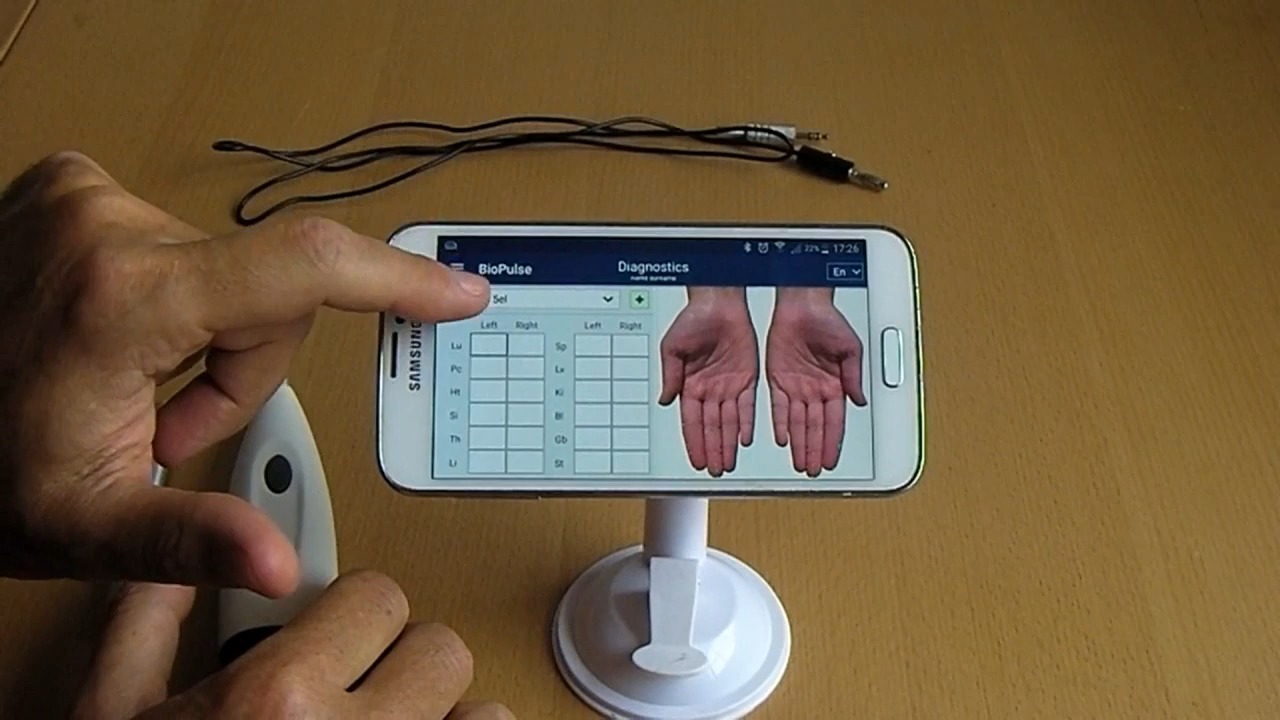 22% 17:26
BioPulse Diagnostics En
name surname
Sel +
Left Right Left Right
Lu Sp
Pc Lv
Ht Ki
Si Bl
Th Gb
Li St
SAMSUNG